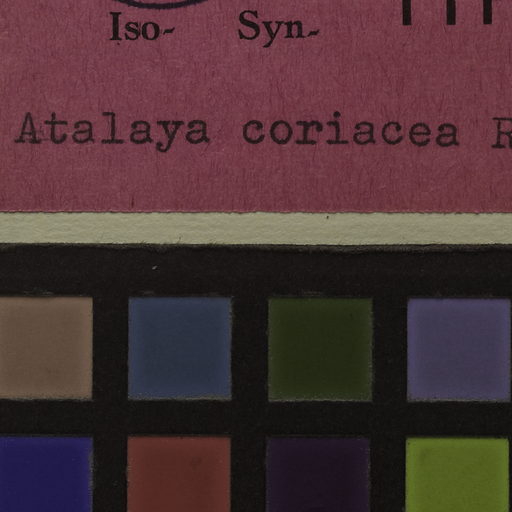 Iso- Syn-
Atalaya coriacea R